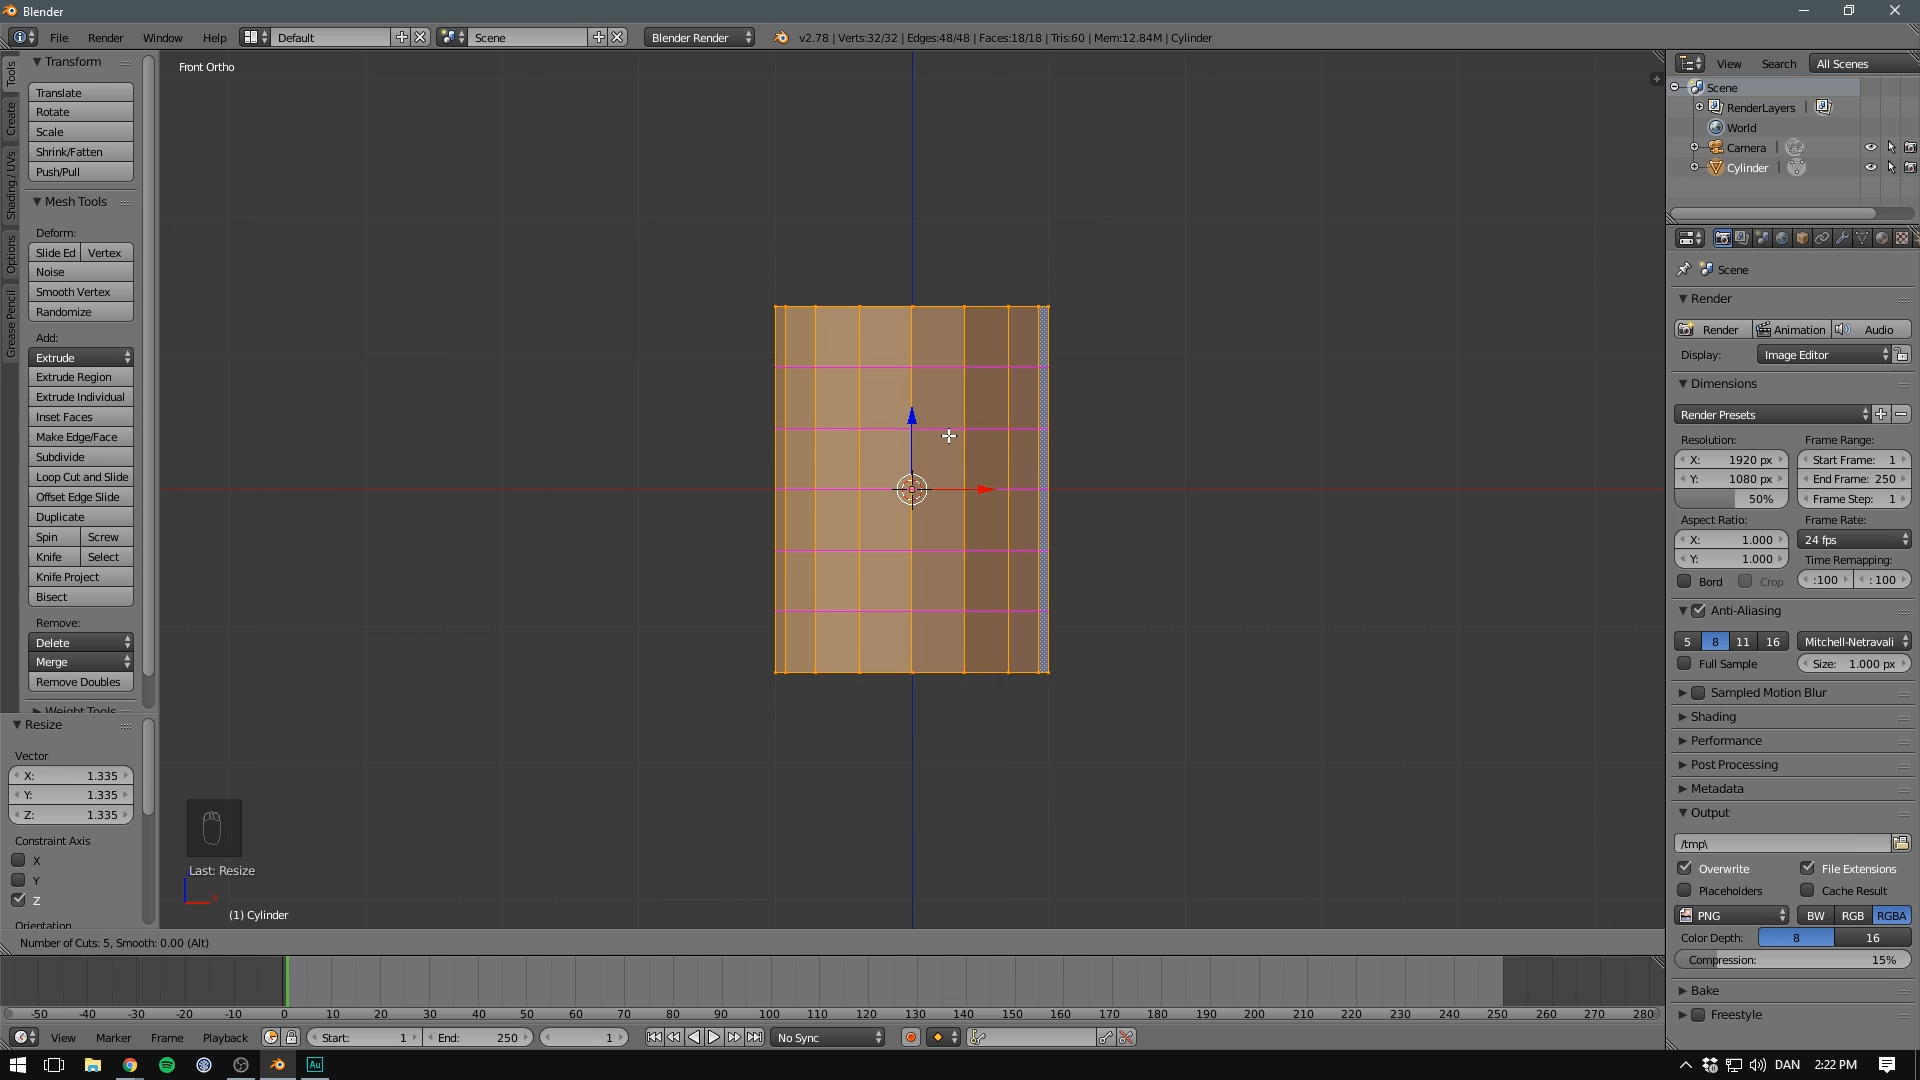 Blender
File Render Window Help Default Scene Blender Render v2.78 | Verts:32/32 | Edges:48/48 | Faces:18/18 | Tris:60 | Mem:12.84M | Cylinder
Tools
Create
Shading / UVs
Options
Grease Pencil
Transform
Translate
Rotate
Scale
Shrink/Fatten
Push/Pull
Mesh Tools
Deform:
Slide Ed Vertex
Noise
Smooth Vertex
Randomize
Add:
Extrude
Extrude Region
Extrude Individual
Inset Faces
Make Edge/Face
Subdivide
Loop Cut and Slide
Offset Edge Slide
Duplicate
Spin Screw
Knife Select
Knife Project
Bisect
Remove:
Delete
Merge
Remove Doubles
Weight Tools
Resize
Vector
X: 1.335
Y: 1.335
Z: 1.335
Constraint Axis
X
Y
Z
Orientation
Front Ortho
Last: Resize
(1) Cylinder
Number of Cuts: 5, Smooth: 0.00 (Alt)
View Search All Scenes
Scene
RenderLayers
World
Camera
Cylinder
Scene
Render
Render Animation Audio
Display: Image Editor
Dimensions
Render Presets
Resolution: Frame Range:
X: 1920 px Start Frame: 1
Y: 1080 px End Frame: 250
50% Frame Step: 1
Aspect Ratio: Frame Rate:
X: 1.000 24 fps
Y: 1.000 Time Remapping:
Bord Crop :100 : 100
Anti-Aliasing
5 8 11 16 Mitchell-Netravali
Full Sample Size: 1.000 px
Sampled Motion Blur
Shading
Performance
Post Processing
Metadata
Output
/tmp\
Overwrite File Extensions
Placeholders Cache Result
PNG BW RGB RGBA
Color Depth: 8 16
Compression: 15%
Bake
Freestyle
-50 -40 -30 -20 -10 0 10 20 30 40 50 60 70 80 90 100 110 120 130 140 150 160 170 180 190 200 210 220 230 240 250 260 270 280
View Marker Frame Playback Start: 1 End: 250 1 No Sync
Au DAN 2:22 PM